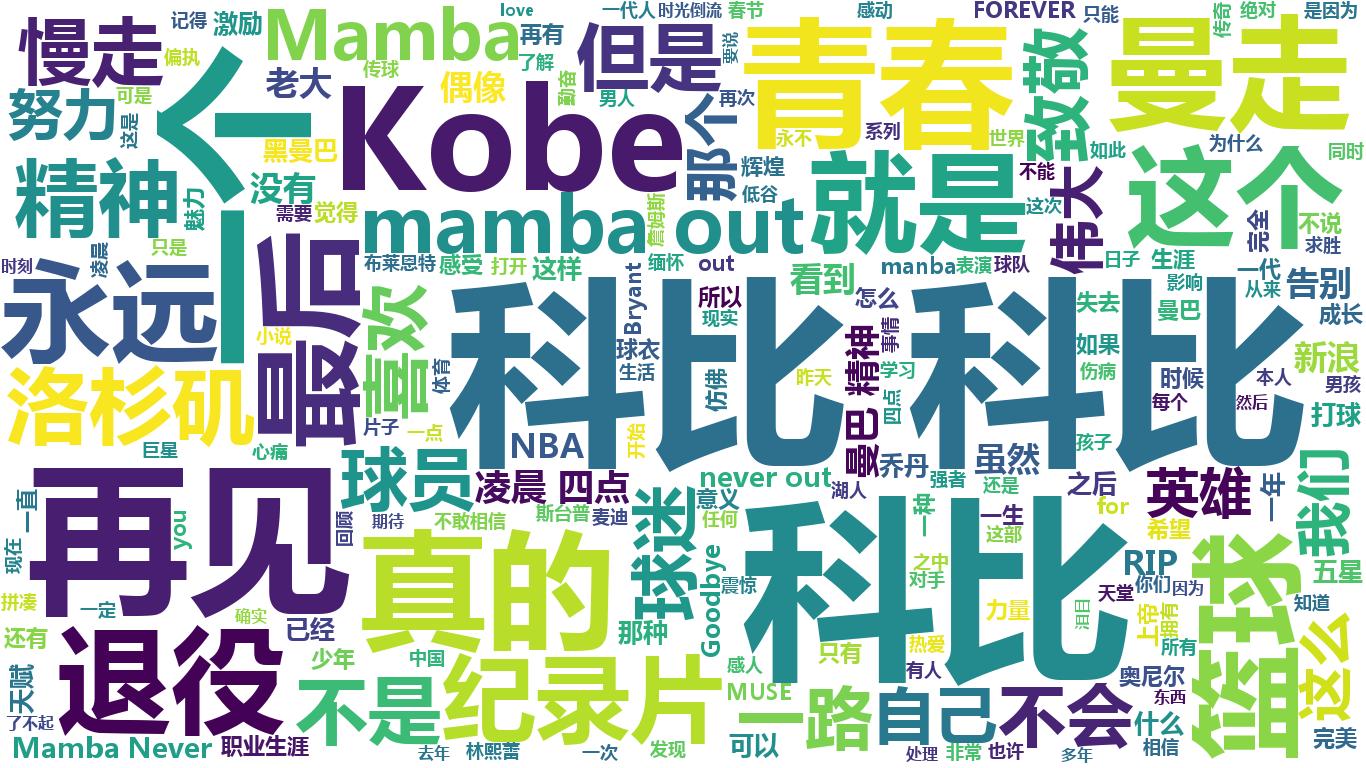 慢走
记得
激励
偏执
Mamba
love
再有
了解
传球
一代人
时光倒流
春节
但是
要说
感动
FOREVER
只能
传奇
绝对
是因为
青春
致敬
曼走
努力
可是
这是
一个
老大
偶像
勤奋
男人
再次
那个
永不
系列
世界
如此
为什么
同时
黑曼巴
Kobe
精神
魅力
没有
辉煌
低谷
就是
不能
这个
需要
觉得
詹姆斯
mamba out
这次
伟大
完全
不说
求胜
只是
凌晨
时刻
永远
最后
布莱恩特
感受
打开
这样
缅怀
out
看到
manba
表演
球队
日子
生涯
影响
一代
从来
告别
成长
小说
喜欢
科比 科比
Bryant
所以
现实
怎么
事情
失去
曼巴
如果
新浪
洛杉矶
体育
球衣
生活
仿佛
昨天
曼巴 精神
学习
四点
伤病
时候
每个
本人
然后
男孩
打球
片子
一点
巨星
心痛
NBA
开始
孩子
再见
球员
凌晨 四点
never out
乔丹
虽然
强者
还是
之后
英雄
一年
我们
一直
现在
you
回顾
期待
不敢相信
斯台普
麦迪
球迷
意义
任何
湖人
科比
一样
一生
这部
for
希望
RIP
篮球
五星
真的
Goodbye
震惊
之中
对手
你们
因为
天堂
拼凑
一定
确实
还有
已经
那种
力量
泪目
上帝
拥有
所有
知道
退役
少年
中国
感人
只有
热爱
有人
奥尼尔
这么
天赋
了不起
不是
纪录片
MUSE
一路
自己
不会
东西
什么
相信
完美
Mamba Never
职业生涯
去年
林熙蕾
一次
发现
可以
处理
非常
也许
多年